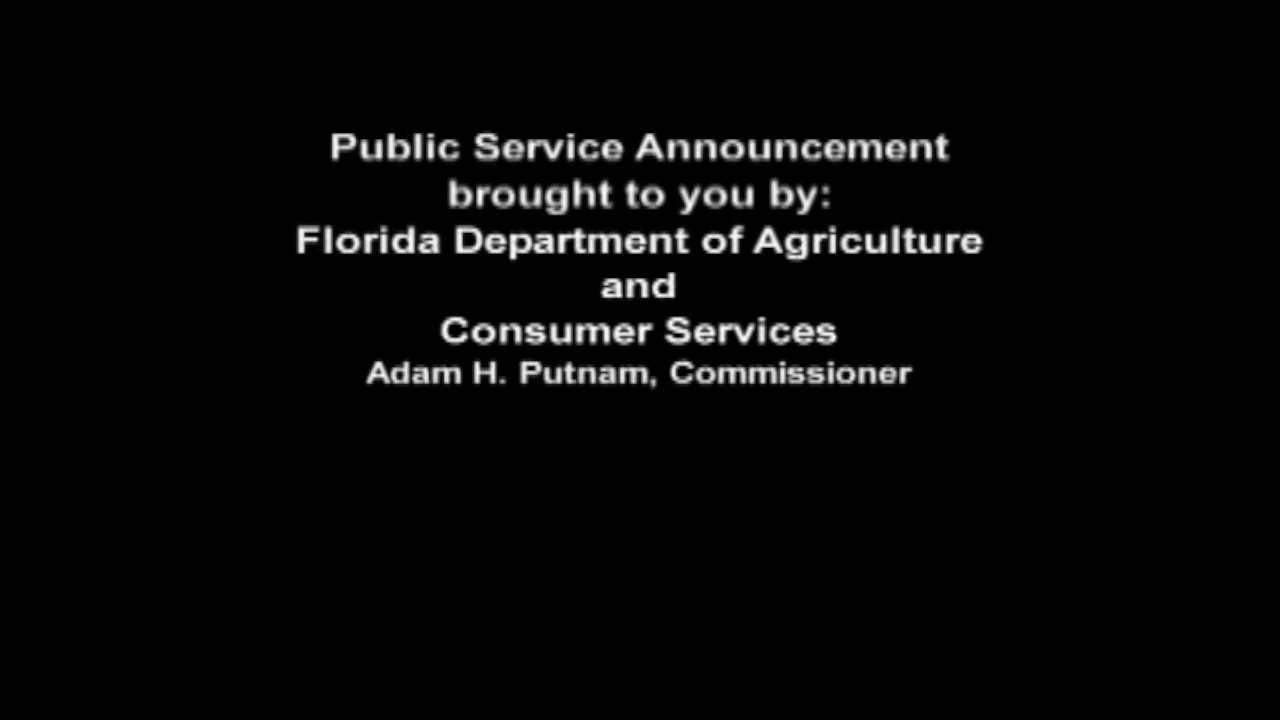 Public Service Announcement
brought to you by:
Florida Department of Agriculture
and
Consumer Services
Adam H. Putnam, Commissioner